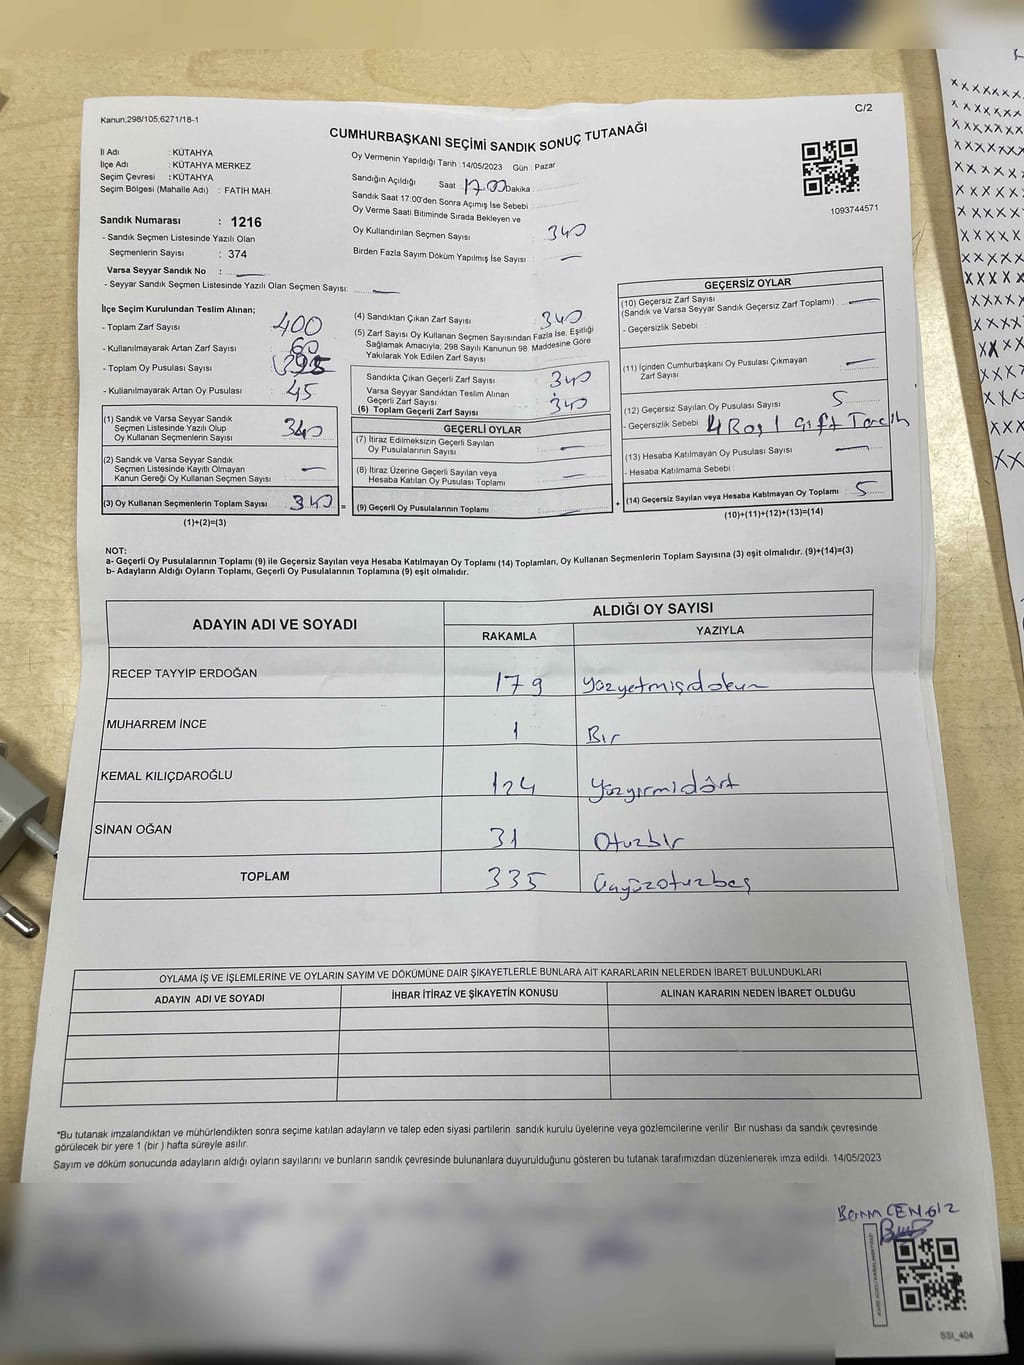 Kanun;298/105,6271/18-1
C/2
CUMHURBAŞKANI SEÇİMİ SANDIK SONUÇ TUTANAĞI
İl Adı : KÜTAHYA
İlçe Adı : KÜTAHYA MERKEZ
Seçim Çevresi : KÜTAHYA
Seçim Bölgesi (Mahalle Adı) : FATİH MAH.
Sandık Numarası : 1216
- Sandık Seçmen Listesinde Yazılı Olan
Seçmenlerin Sayısı : 374
Varsa Seyyar Sandık No : —
- Seyyar Sandık Seçmen Listesinde Yazılı Olan Seçmen Sayısı: —
Oy Vermenin Yapıldığı Tarih : 14/05/2023 Gün : Pazar
Sandığın Açıldığı Saat : 17.00 Dakika :
Sandık Saat 17:00'den Sonra Açımış İse Sebebi :
Oy Verme Saati Bitiminde Sırada Bekleyen ve
Oy Kullandırılan Seçmen Sayısı 340
Birden Fazla Sayım Döküm Yapılmış İse Sayısı : —
1093744571
İlçe Seçim Kurulundan Teslim Alınan;
- Toplam Zarf Sayısı 400
- Kullanılmayarak Artan Zarf Sayısı 60
- Toplam Oy Pusulası Sayısı
- Kullanılmayarak Artan Oy Pusulası 45
(1) Sandık ve Varsa Seyyar Sandık
Seçmen Listesinde Yazılı Olup
Oy Kullanan Seçmenlerin Sayısı 340
(2) Sandık ve Varsa Seyyar Sandık
Seçmen Listesinde Kayıtlı Olmayan
Kanun Gereği Oy Kullanan Seçmen Sayısı : —
(3) Oy Kullanan Seçmenlerin Toplam Sayısı : 340 =
(1)+(2)=(3)
(4) Sandıktan Çıkan Zarf Sayısı : 340
(5) Zarf Sayısı Oy Kullanan Seçmen Sayısından Fazla İse, Eşitliği
Sağlamak Amacıyla; 298 Sayılı Kanunun 98. Maddesine Göre
Yakılarak Yok Edilen Zarf Sayısı
Sandıkta Çıkan Geçerli Zarf Sayısı : 340
Varsa Seyyar Sandıktan Teslim Alınan
Geçerli Zarf Sayısı
(6) Toplam Geçerli Zarf Sayısı : 340
GEÇERLİ OYLAR
(7) İtiraz Edilmeksizin Geçerli Sayılan
Oy Pusulalarının Sayısı : —
(8) İtiraz Üzerine Geçerli Sayılan veya
Hesaba Katılan Oy Pusulası Toplamı : —
(9) Geçerli Oy Pusulalarının Toplamı : — +
GEÇERSİZ OYLAR
(10) Geçersiz Zarf Sayısı
(Sandık ve Varsa Seyyar Sandık Geçersiz Zarf Toplamı) : —
- Geçersizlik Sebebi :
(11) İçinden Cumhurbaşkanı Oy Pusulası Çıkmayan
Zarf Sayısı —
(12) Geçersiz Sayılan Oy Pusulası Sayısı : 5
- Geçersizlik Sebebi : 4 Boş 1 Çift Tercih
(13) Hesaba Katılmayan Oy Pusulası Sayısı : —
- Hesaba Katılmama Sebebi :
(14) Geçersiz Sayılan veya Hesaba Katılmayan Oy Toplamı : 5
(10)+(11)+(12)+(13)=(14)
NOT:
a- Geçerli Oy Pusulalarının Toplamı (9) ile Geçersiz Sayılan veya Hesaba Katılmayan Oy Toplamı (14) Toplamları, Oy Kullanan Seçmenlerin Toplam Sayısına (3) eşit olmalıdır. (9)+(14)=(3)
b- Adayların Aldığı Oyların Toplamı, Geçerli Oy Pusulalarının Toplamına (9) eşit olmalıdır.
ADAYIN ADI VE SOYADI ALDIĞI OY SAYISI
RAKAMLA YAZIYLA
RECEP TAYYİP ERDOĞAN 179 yüzyetmişdokuz
MUHARREM İNCE 1 Bir
KEMAL KILIÇDAROĞLU 124 yüzyirmidört
SİNAN OĞAN 31 Otuzbir
TOPLAM 335 Üçyüzotuzbeş
OYLAMA İŞ VE İŞLEMLERİNE VE OYLARIN SAYIM VE DÖKÜMÜNE DAİR ŞİKAYETLERLE BUNLARA AİT KARARLARIN NELERDEN İBARET BULUNDUKLARI
ADAYIN ADI VE SOYADI İHBAR İTİRAZ VE ŞİKAYETİN KONUSU ALINAN KARARIN NEDEN İBARET OLDUĞU
*Bu tutanak imzalandıktan ve mühürlendikten sonra seçime katılan adayların ve talep eden siyasi partilerin sandık kurulu üyelerine veya gözlemcilerine verilir. Bir nüshası da sandık çevresinde
görülecek bir yere 1 (bir ) hafta süreyle asılır.
Sayım ve döküm sonucunda adayların aldığı oyların sayılarını ve bunların sandık çevresinde bulunanlara duyurulduğunu gösteren bu tutanak tarafımızdan düzenlenerek imza edildi. 14/05/2023
CENGİZ
SSI_404